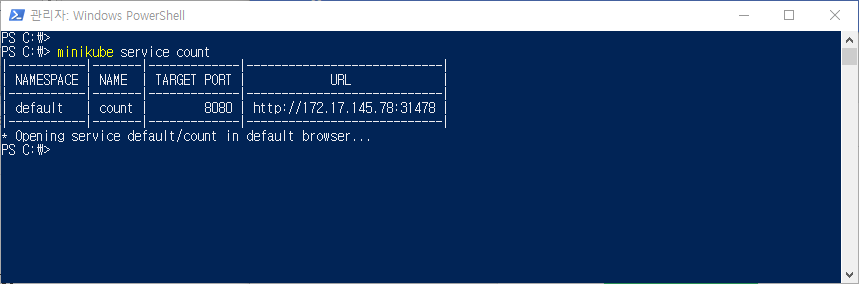 관리자: Windows PowerShell
PS C:₩>
PS C:₩> minikube service count
|-----------|-------|-------------|----------------------------|
| NAMESPACE | NAME  | TARGET PORT |            URL             |
|-----------|-------|-------------|----------------------------|
| default   | count |        8080 | http://172.17.145.78:31478 |
|-----------|-------|-------------|----------------------------|
* Opening service default/count in default browser...
PS C:₩>